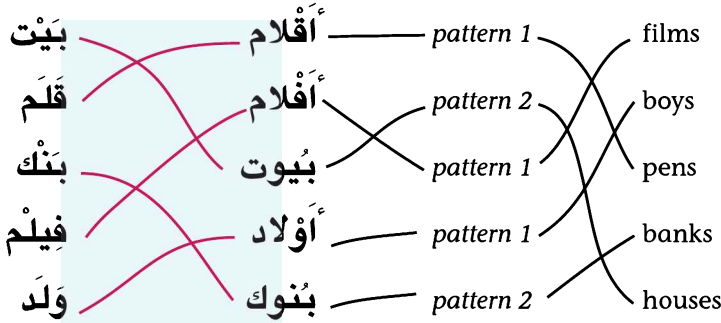 بَيْت أَقْلام pattern 1 films
قَلَم أَفْلام pattern 2 boys
بَنْك بُيوت pattern 1 pens
فِيلْم أَوْلاد pattern 1 banks
وَلَد بُنوك pattern 2 houses